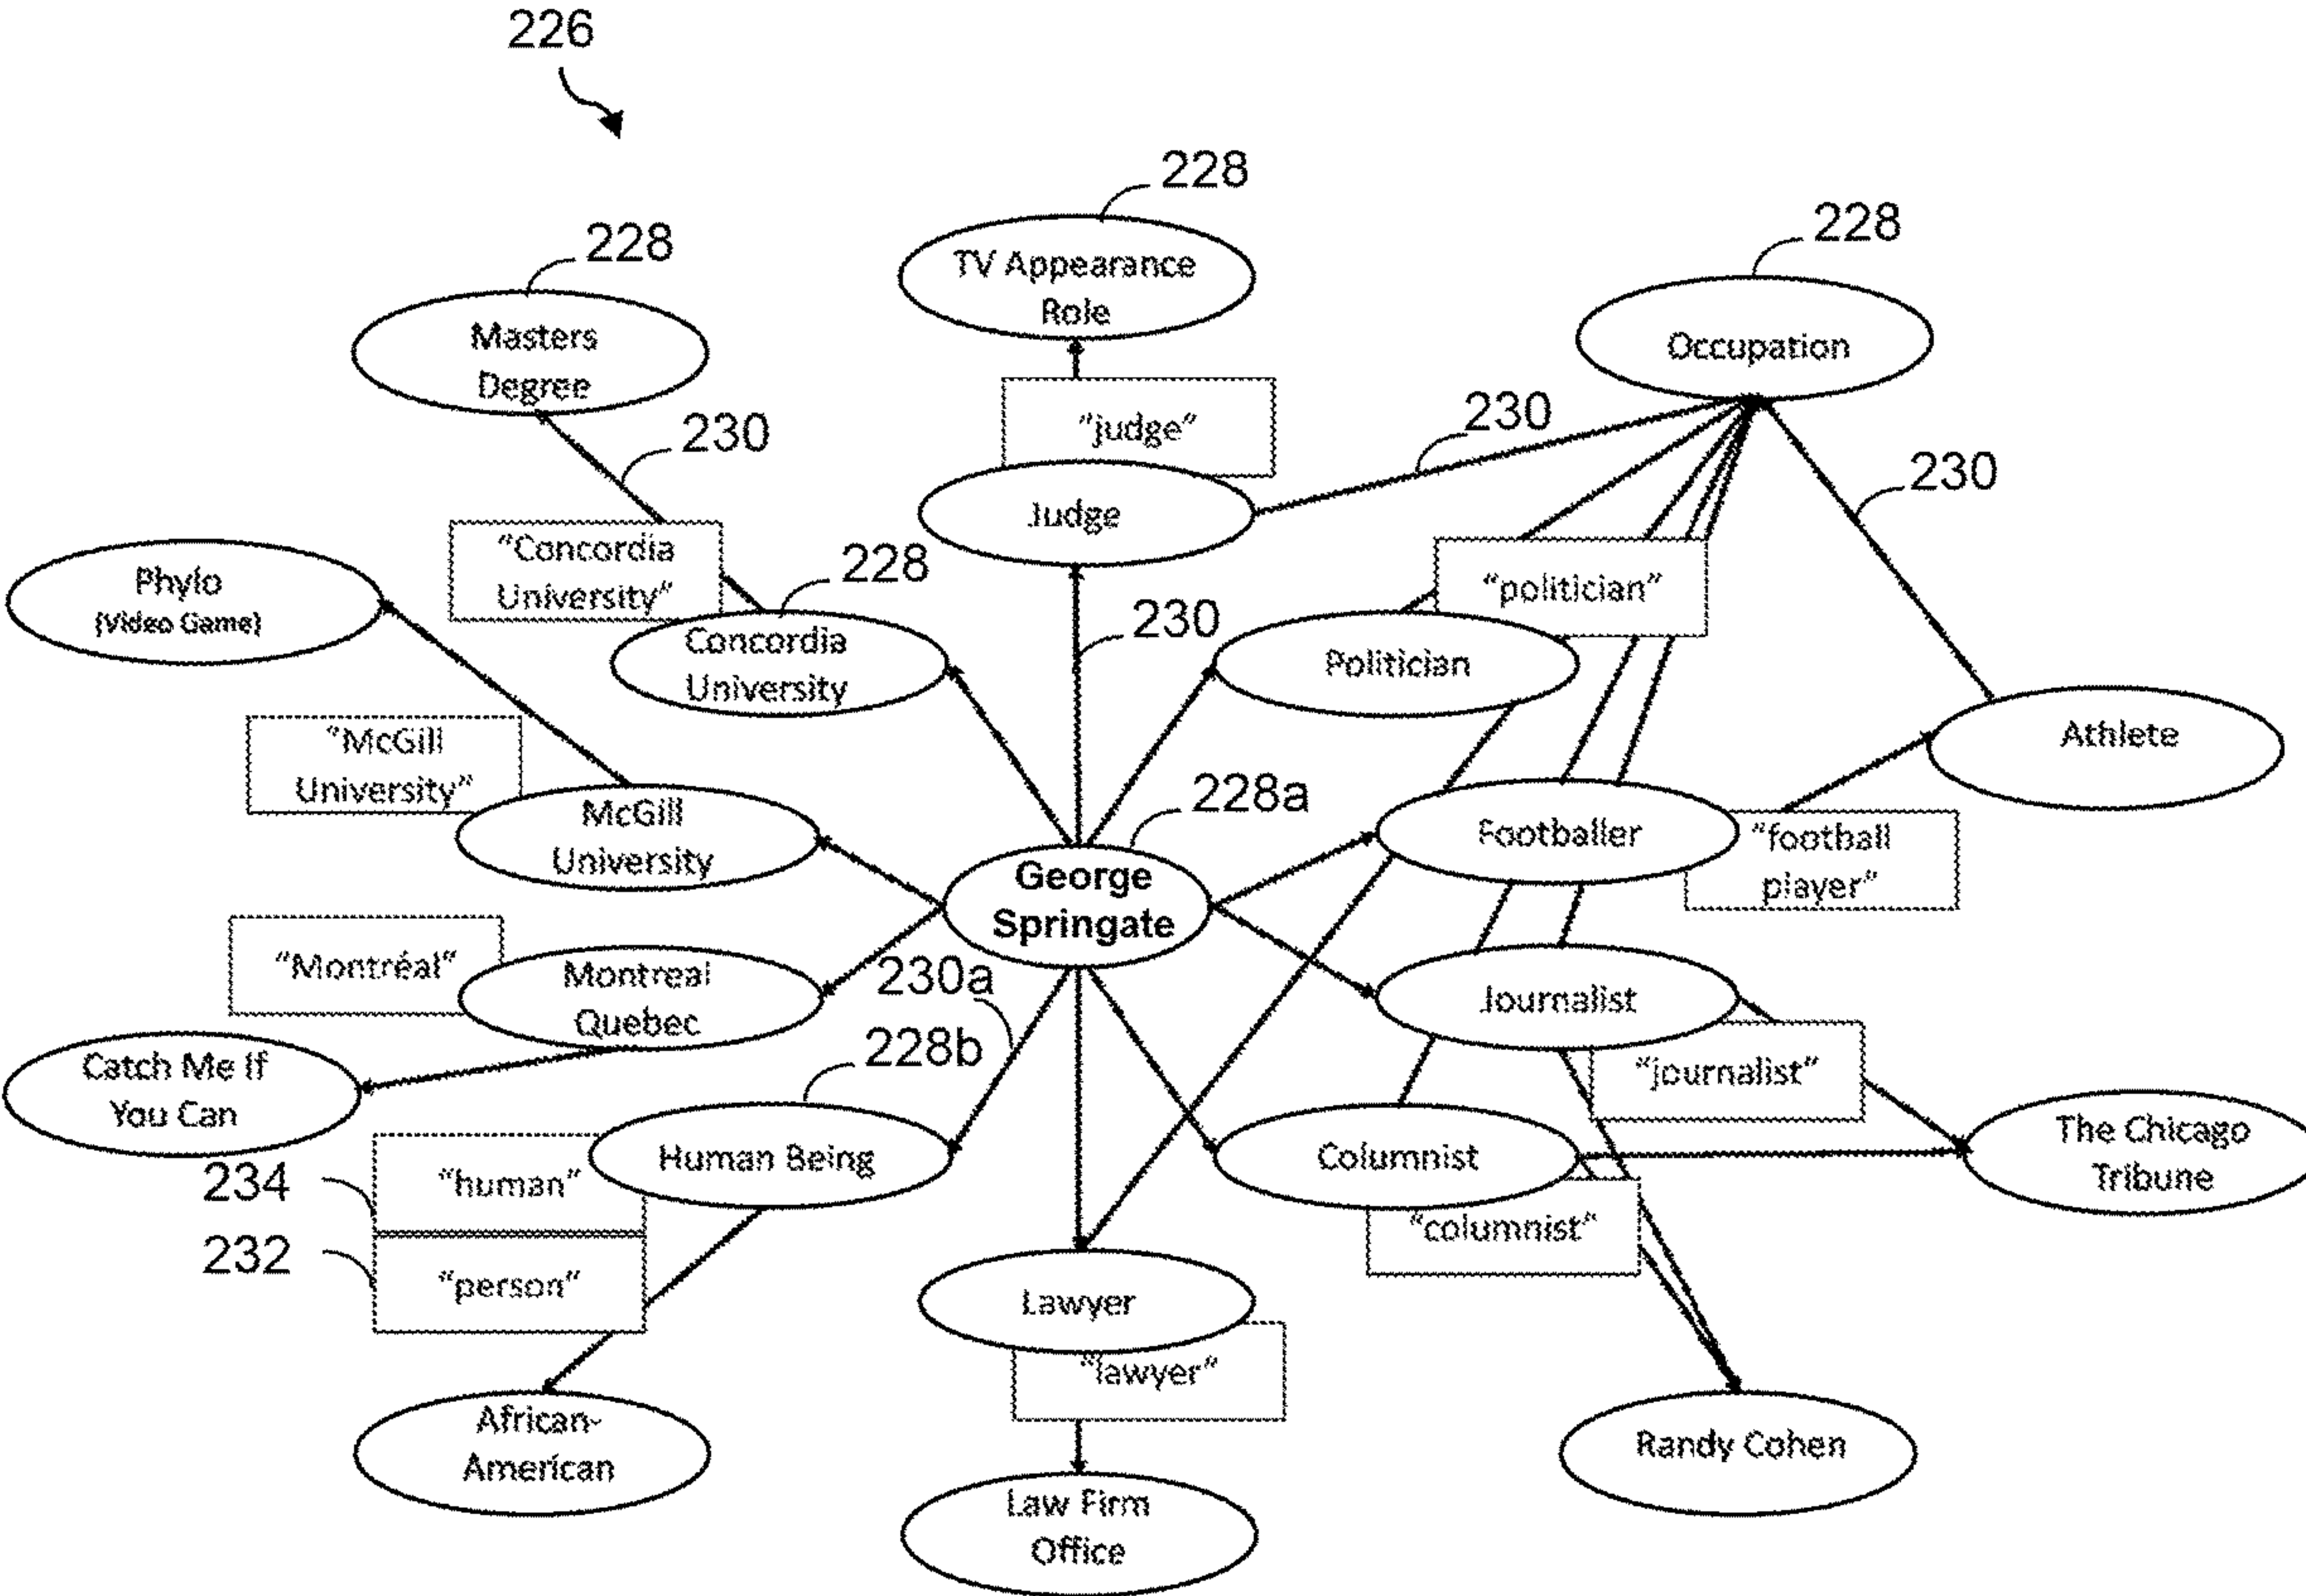 226
228
TV Appearance
Role
228
Masters
Degree
228
Occupation
230
"judge"
230
230
Judge
"Concordia
University"
228
Phylo
(Video Game)
Concordia
University
230
"politician"
Politician
"McGill
University"
McGill
University
228a
Athlete
Footballer
"football
player"
George
Springate
"Montréal"
Montreal
Quebec
230a
Journalist
228b
"journalist"
Catch Me If
You Can
Human Being
"human"
234
Columnist
"columnist"
The Chicago
Tribune
232
"person"
Lawyer
"lawyer"
African-
American
Randy Cohen
Law Firm
Office